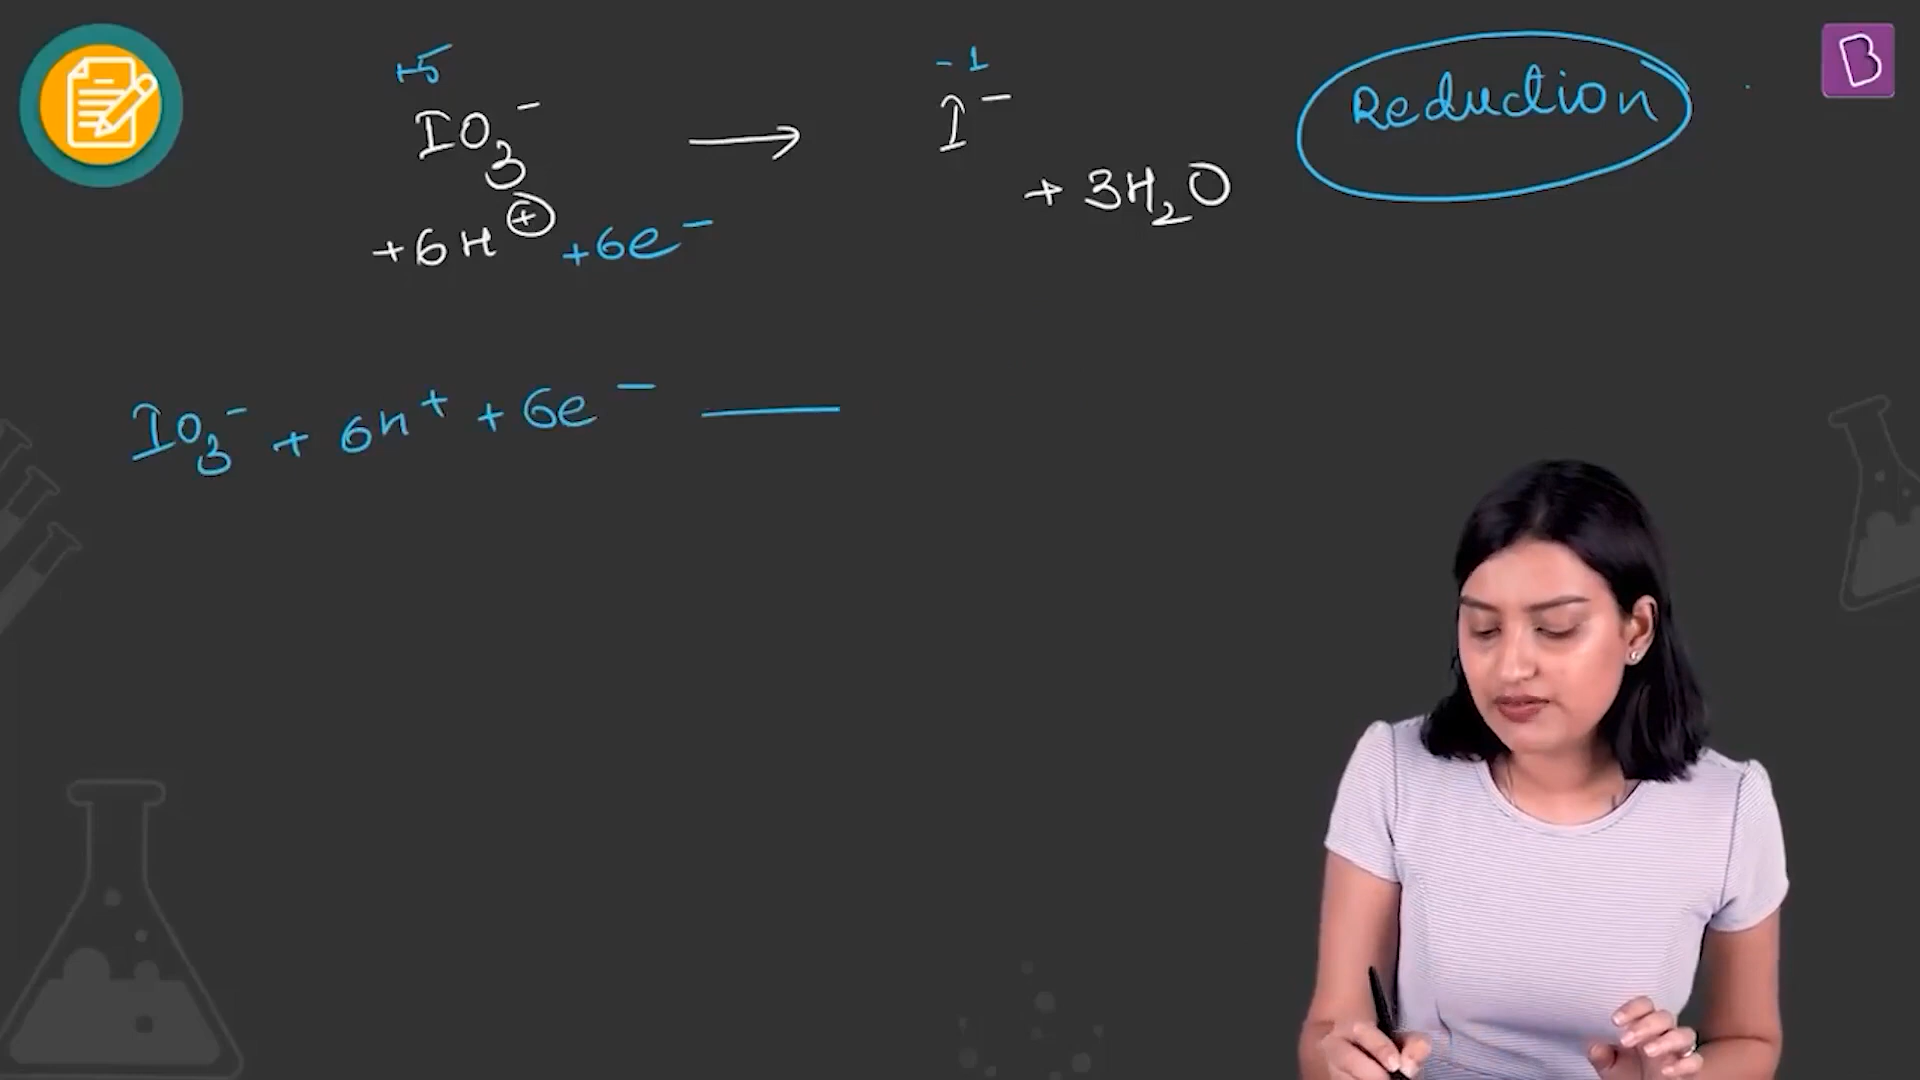 +5 -1
IO3⁻ ⟶ I⁻ Reduction
+ 3H2O
+6H⊕ +6e⁻
IO3⁻ + 6H⁺ + 6e⁻ —
B